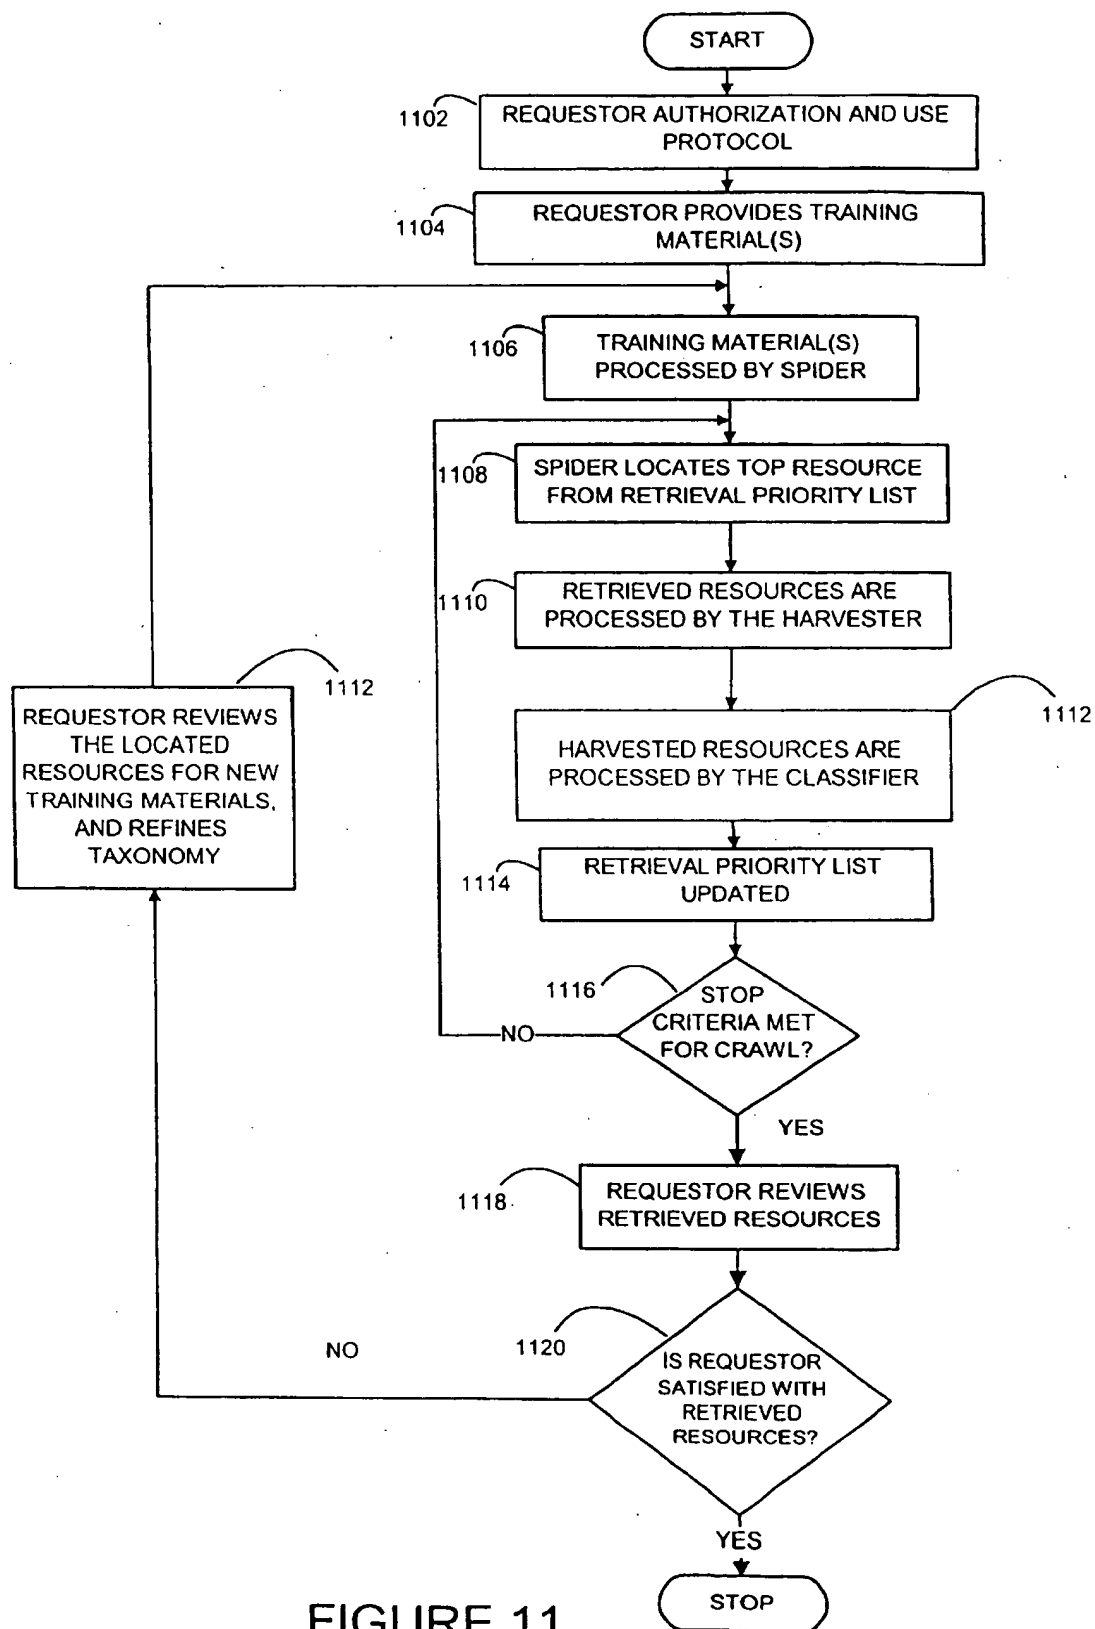 START
1102
REQUESTOR AUTHORIZATION AND USE
PROTOCOL
1104
REQUESTOR PROVIDES TRAINING
MATERIAL(S)
1106
TRAINING MATERIAL(S)
PROCESSED BY SPIDER
1108
SPIDER LOCATES TOP RESOURCE
FROM RETRIEVAL PRIORITY LIST
1110
RETRIEVED RESOURCES ARE
PROCESSED BY THE HARVESTER
1112
REQUESTOR REVIEWS
THE LOCATED
RESOURCES FOR NEW
TRAINING MATERIALS,
AND REFINES
TAXONOMY
1112
HARVESTED RESOURCES ARE
PROCESSED BY THE CLASSIFIER
1114
RETRIEVAL PRIORITY LIST
UPDATED
1116
STOP
CRITERIA MET
FOR CRAWL?
NO
YES
1118
REQUESTOR REVIEWS
RETRIEVED RESOURCES
1120
NO
IS REQUESTOR
SATISFIED WITH
RETRIEVED
RESOURCES?
YES
STOP
FIGURE 11